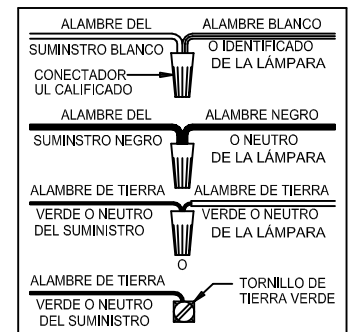 ALAMBRE DEL
SUMINSTRO BLANCO
ALAMBRE BLANCO
O IDENTIFICADO
DE LA LÁMPARA
CONECTADOR
UL CALIFICADO
ALAMBRE DEL
SUMINSTRO NEGRO
ALAMBRE NEGRO
O NEUTRO
DE LA LÁMPARA
ALAMBRE DE TIERRA
VERDE O NEUTRO
DEL SUMINISTRO
ALAMBRE DE TIERRA
VERDE O NEUTRO
DE LA LÁMPARA
O
ALAMBRE DE TIERRA
VERDE O NEUTRO
DEL SUMINISTRO
TORNILLO DE
TIERRA VERDE